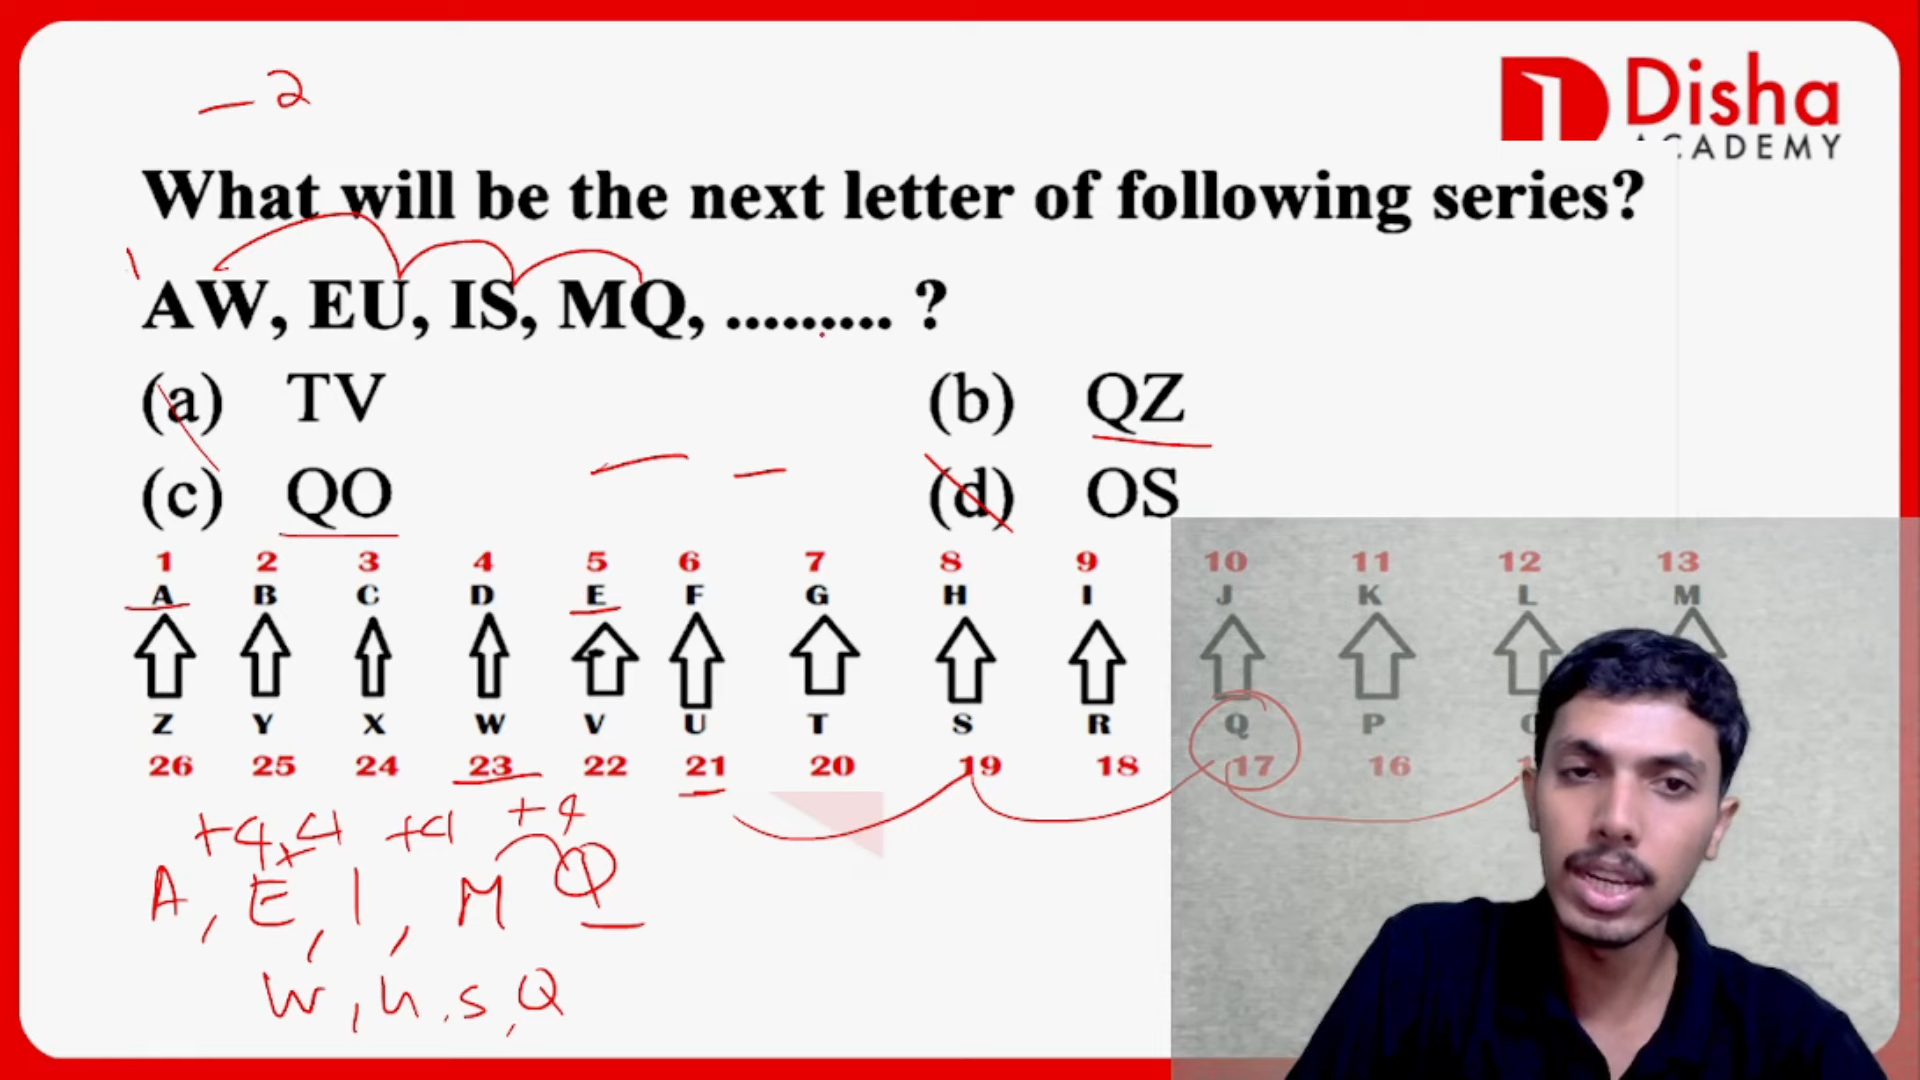 – 2
Disha
ACADEMY
What will be the next letter of following series?
AW, EU, IS, MQ, ......... ?
(a) TV (b) QZ
(c) QO (d) OS
1 2 3 4 5 6 7 8 9 10 11 12 13
A B C D E F G H I J K L M
Z Y X W V U T S R Q P
26 25 24 23 22 21 20 19 18 17 16
+4 +4 +4 +4
A, E, I, M Q
W, U, S, Q